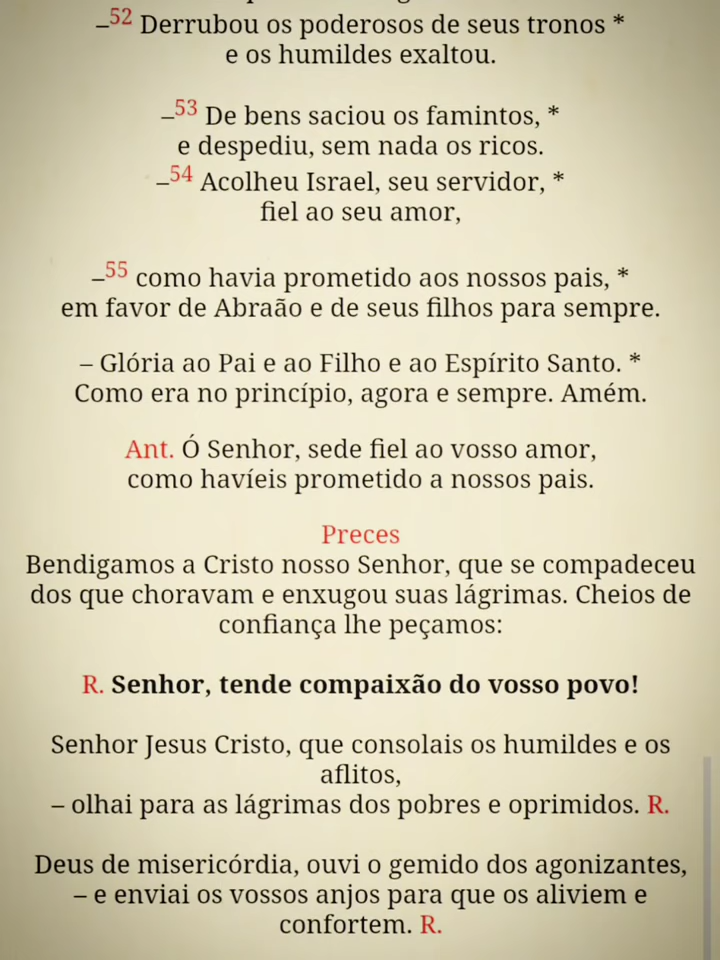 –52 Derrubou os poderosos de seus tronos *
e os humildes exaltou.
–53 De bens saciou os famintos, *
e despediu, sem nada os ricos.
–54 Acolheu Israel, seu servidor, *
fiel ao seu amor,
–55 como havia prometido aos nossos pais, *
em favor de Abraão e de seus filhos para sempre.
– Glória ao Pai e ao Filho e ao Espírito Santo. *
Como era no princípio, agora e sempre. Amém.
Ant. Ó Senhor, sede fiel ao vosso amor,
como havíeis prometido a nossos pais.
Preces
Bendigamos a Cristo nosso Senhor, que se compadeceu
dos que choravam e enxugou suas lágrimas. Cheios de
confiança lhe peçamos:
R. Senhor, tende compaixão do vosso povo!
Senhor Jesus Cristo, que consolais os humildes e os
aflitos,
– olhai para as lágrimas dos pobres e oprimidos. R.
Deus de misericórdia, ouvi o gemido dos agonizantes,
– e enviai os vossos anjos para que os aliviem e
confortem. R.